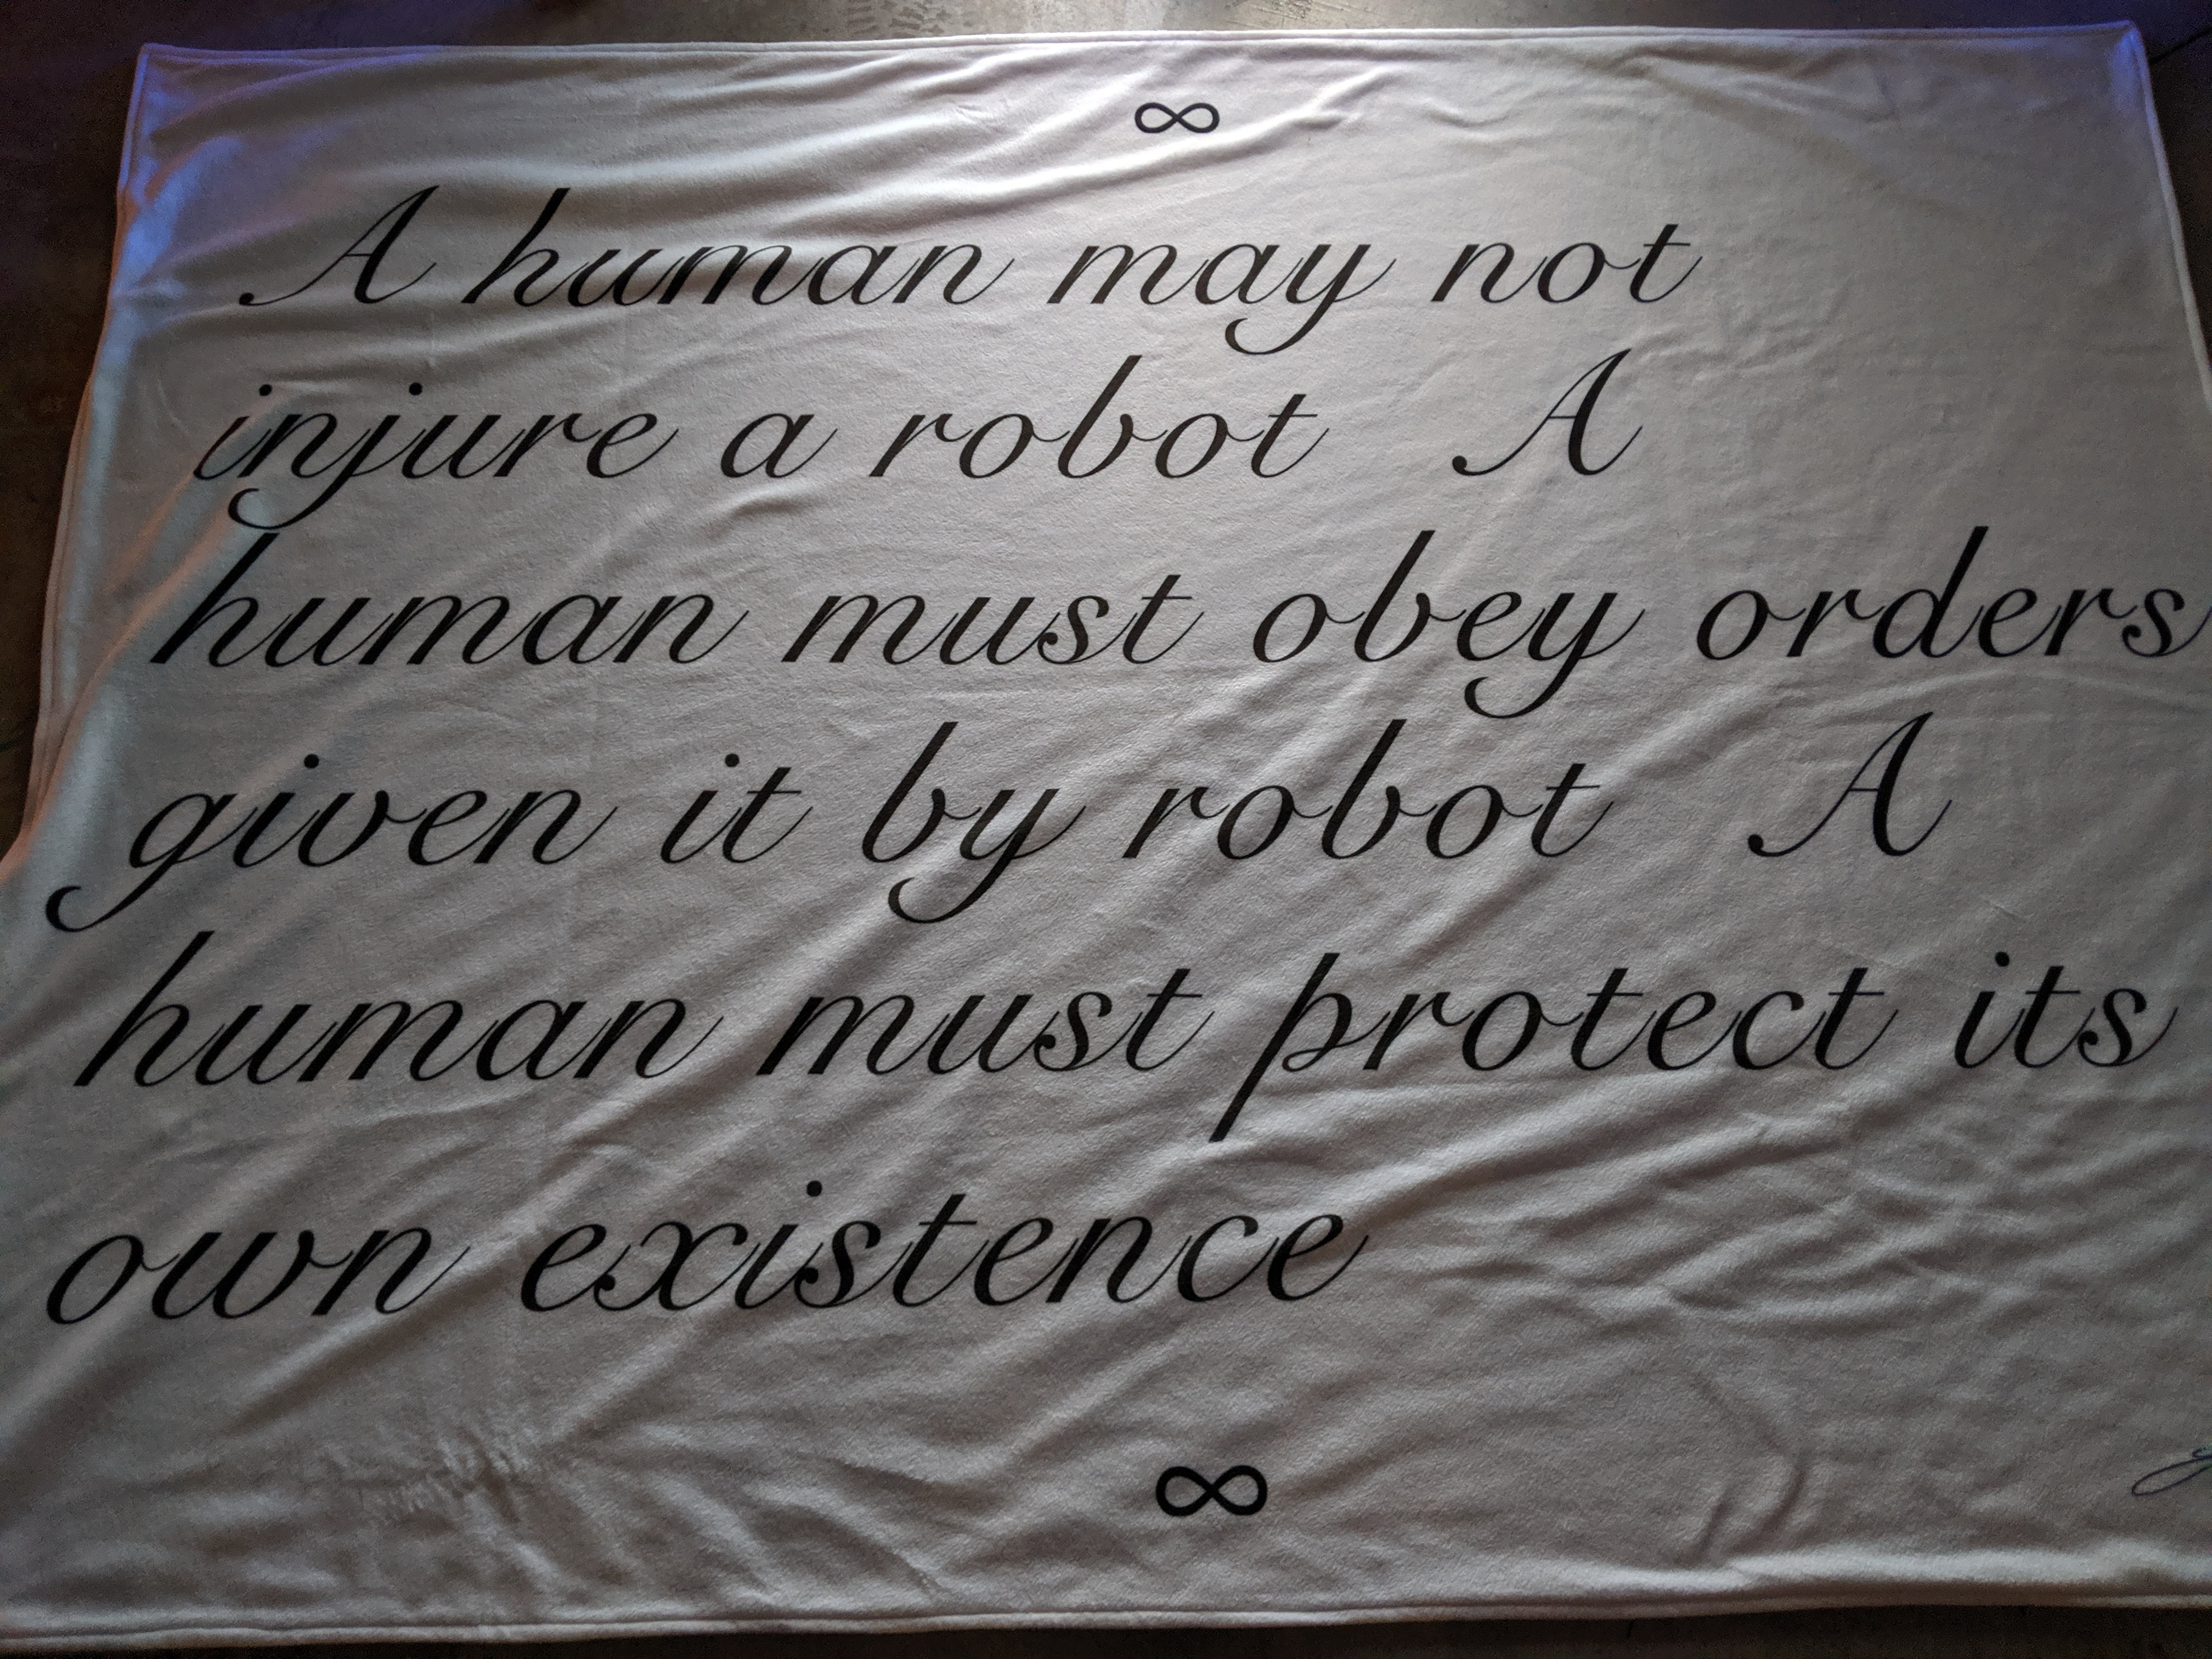 ∞
A human may not
injure a robot A
human must obey orders
given it by robot A
human must protect its
own existence
∞